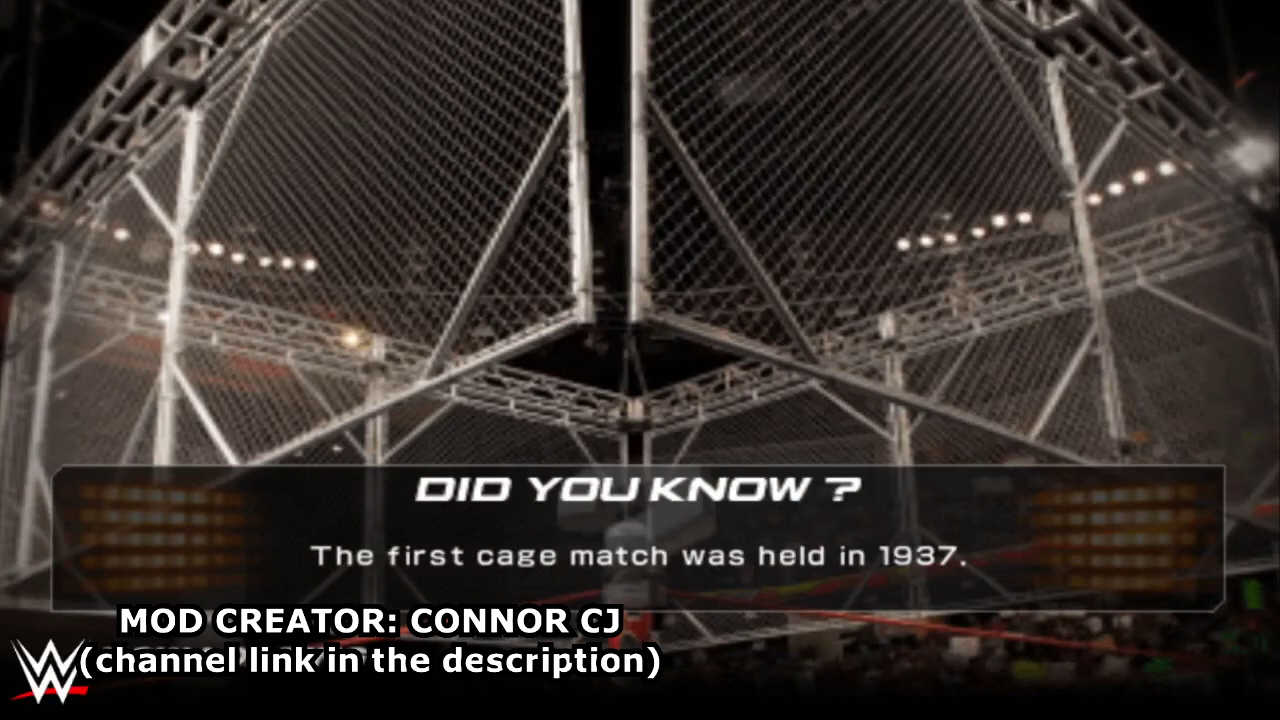 DID YOU KNOW ?
The first cage match was held in 1937.
MOD CREATOR: CONNOR CJ
(channel link in the description)